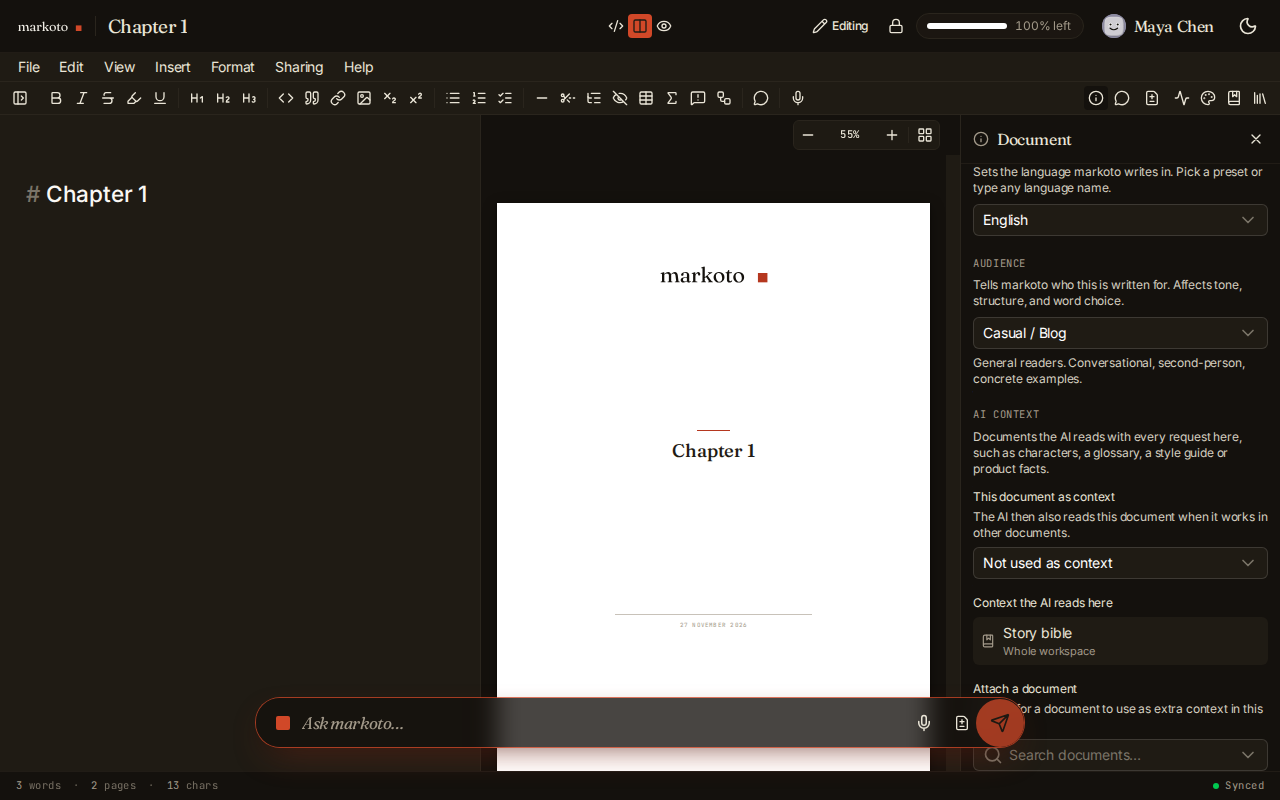 markoto
Chapter 1
Editing
100% left
Maya Chen
File Edit View Insert Format Sharing Help
H1 H2 H3
X2 X2
55%
Document
# Chapter 1
markoto
Chapter 1
27 NOVEMBER 2026
Sets the language markoto writes in. Pick a preset or
type any language name.
English
AUDIENCE
Tells markoto who this is written for. Affects tone,
structure, and word choice.
Casual / Blog
General readers. Conversational, second-person,
concrete examples.
AI CONTEXT
Documents the AI reads with every request here,
such as characters, a glossary, a style guide or
product facts.
This document as context
The AI then also reads this document when it works in
other documents.
Not used as context
Context the AI reads here
Story bible
Whole workspace
Attach a document
for a document to use as extra context in this
Search documents...
Ask markoto...
3 words · 2 pages · 13 chars
Synced